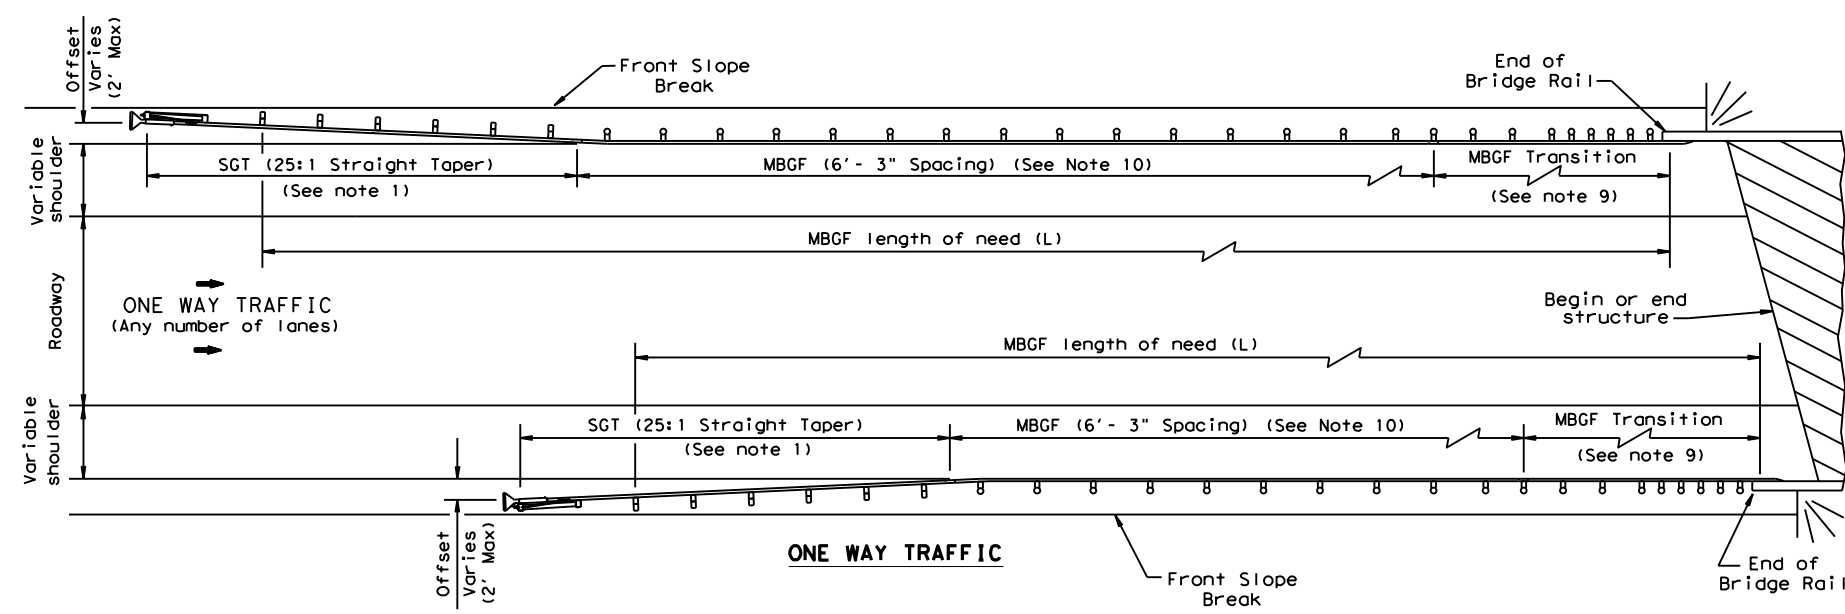 Offset
Varies
(2' Max)
Front Slope
Break
End of
Bridge Rail
Variable
shoulder
SGT (25:1 Straight Taper)
(See note 1)
MBGF (6'- 3" Spacing) (See Note 10)
MBGF Transition
(See note 9)
MBGF length of need (L)
Roadway
ONE WAY TRAFFIC
(Any number of lanes)
Begin or end
structure
MBGF length of need (L)
Variable
shoulder
SGT (25:1 Straight Taper)
(See note 1)
MBGF (6'- 3" Spacing) (See Note 10)
MBGF Transition
(See note 9)
Offset
Varies
(2' Max)
ONE WAY TRAFFIC
Front Slope
Break
End of
Bridge Rail